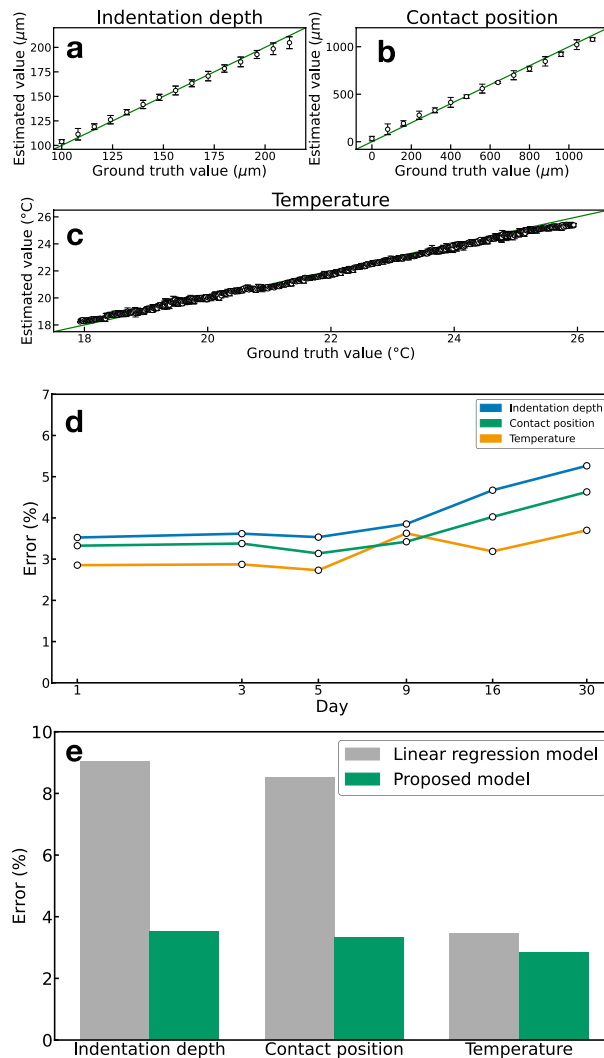 Indentation depth
a
Estimated value (μm)
200
175
150
125
100
100 125 150 175 200
Ground truth value (μm)
Contact position
b
Estimated value (μm)
1000
500
0
0 200 400 600 800 1000
Ground truth value (μm)
Temperature
c
Estimated value (°C)
26
24
22
20
18
18 20 22 24 26
Ground truth value (°C)
d
Indentation depth
Contact position
Temperature
Error (%)
7
6
5
4
3
2
1
0
1 3 5 9 16 30
Day
e
Linear regression model
Proposed model
Error (%)
10
8
6
4
2
0
Indentation depth Contact position Temperature